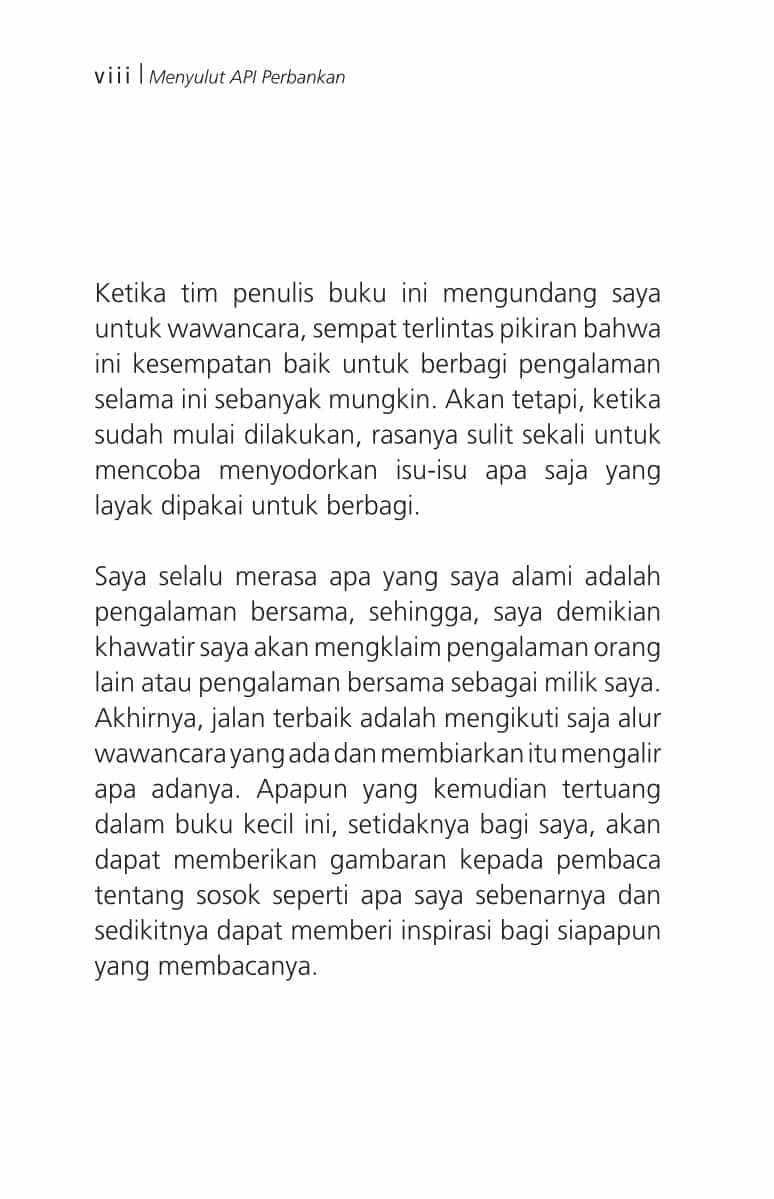 viii | Menyulut API Perbankan
Ketika tim penulis buku ini mengundang saya
untuk wawancara, sempat terlintas pikiran bahwa
ini kesempatan baik untuk berbagi pengalaman
selama ini sebanyak mungkin. Akan tetapi, ketika
sudah mulai dilakukan, rasanya sulit sekali untuk
mencoba menyodorkan isu-isu apa saja yang
layak dipakai untuk berbagi.
Saya selalu merasa apa yang saya alami adalah
pengalaman bersama, sehingga, saya demikian
khawatir saya akan mengklaim pengalaman orang
lain atau pengalaman bersama sebagai milik saya.
Akhirnya, jalan terbaik adalah mengikuti saja alur
wawancara yang ada dan membiarkan itu mengalir
apa adanya. Apapun yang kemudian tertuang
dalam buku kecil ini, setidaknya bagi saya, akan
dapat memberikan gambaran kepada pembaca
tentang sosok seperti apa saya sebenarnya dan
sedikitnya dapat memberi inspirasi bagi siapapun
yang membacanya.